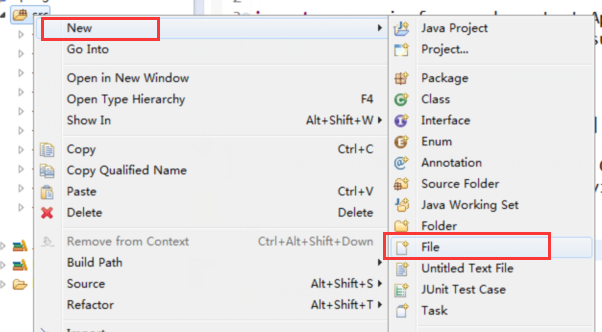 src
New
Go Into
Open in New Window
Open Type Hierarchy F4
Show In Alt+Shift+W
Copy Ctrl+C
Copy Qualified Name
Paste Ctrl+V
Delete Delete
Remove from Context Ctrl+Alt+Shift+Down
Build Path
Source Alt+Shift+S
Refactor Alt+Shift+T
Java Project
Project...
Package
Class
Interface
Enum
Annotation
Source Folder
Java Working Set
Folder
File
Untitled Text File
JUnit Test Case
Task